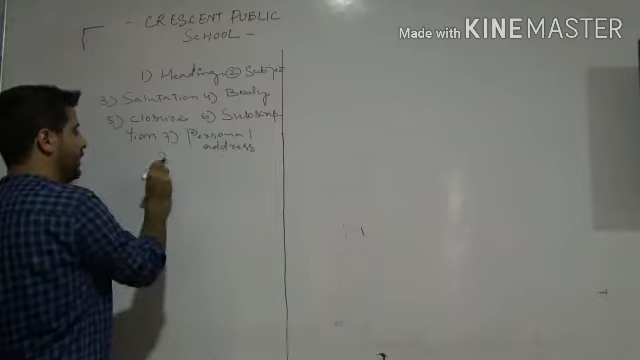 - CRESCENT PUBLIC
SCHOOL -
Made with KINEMASTER
1) Heading 2) Subject
3) Salutation 4) Body
5) closure 6) Subscrip
tion 7) Personal
address